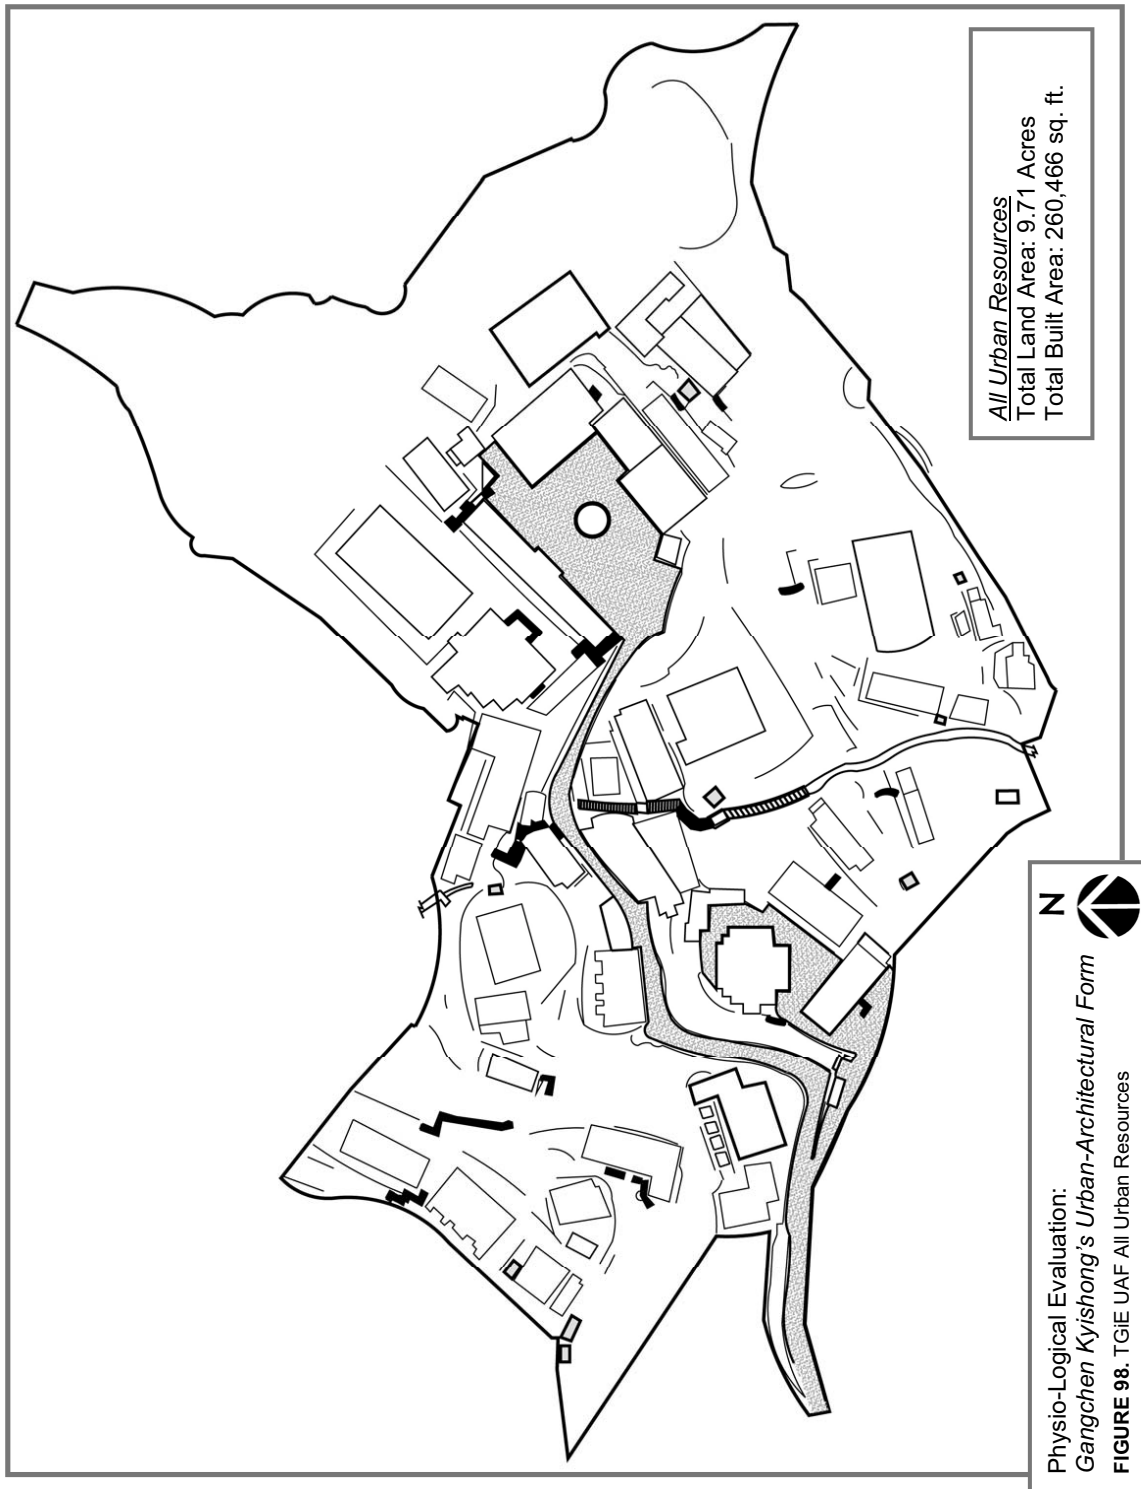 All Urban Resources
Total Land Area: 9.71 Acres
Total Built Area: 260,466 sq. ft.
N
Physio-Logical Evaluation:
Gangchen Kyishong's Urban-Architectural Form
FIGURE 98. TGiE UAF All Urban Resources